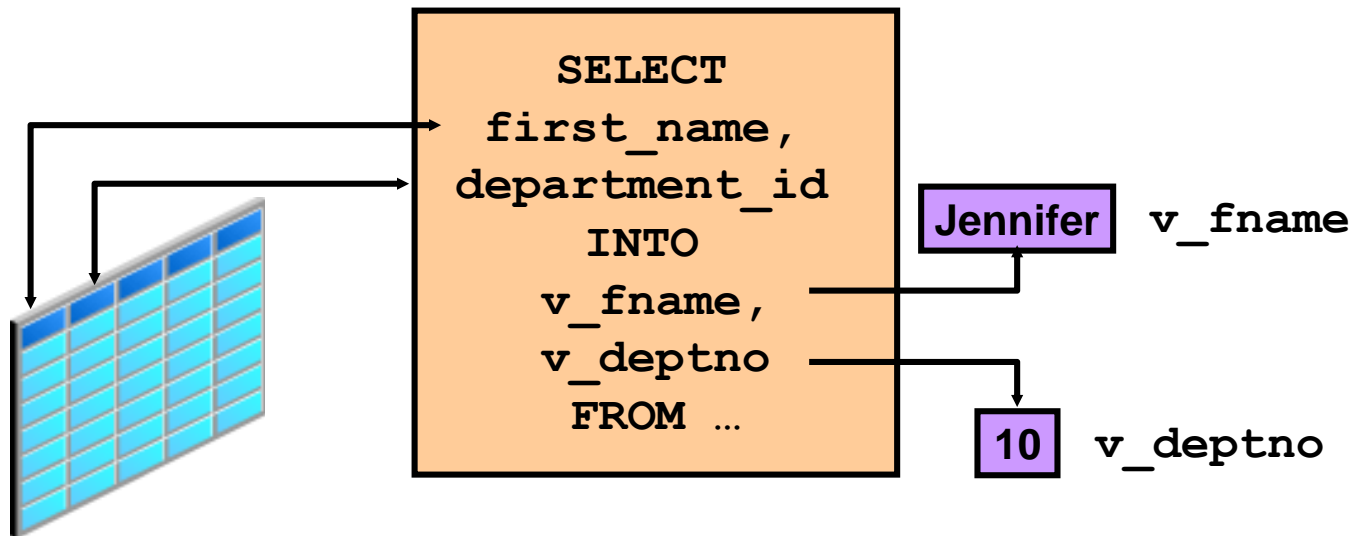 SELECT
first_name,
department_id
INTO
v_fname,
v_deptno
FROM …
Jennifer v_fname
10 v_deptno